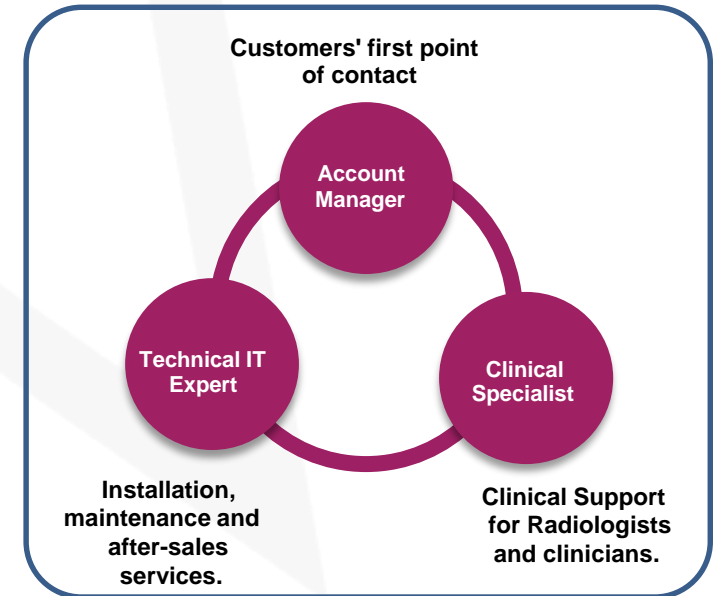 Customers' first point
of contact
Account
Manager
Technical IT
Expert
Clinical
Specialist
Installation,
maintenance and
after-sales
services.
Clinical Support
for Radiologists
and clinicians.